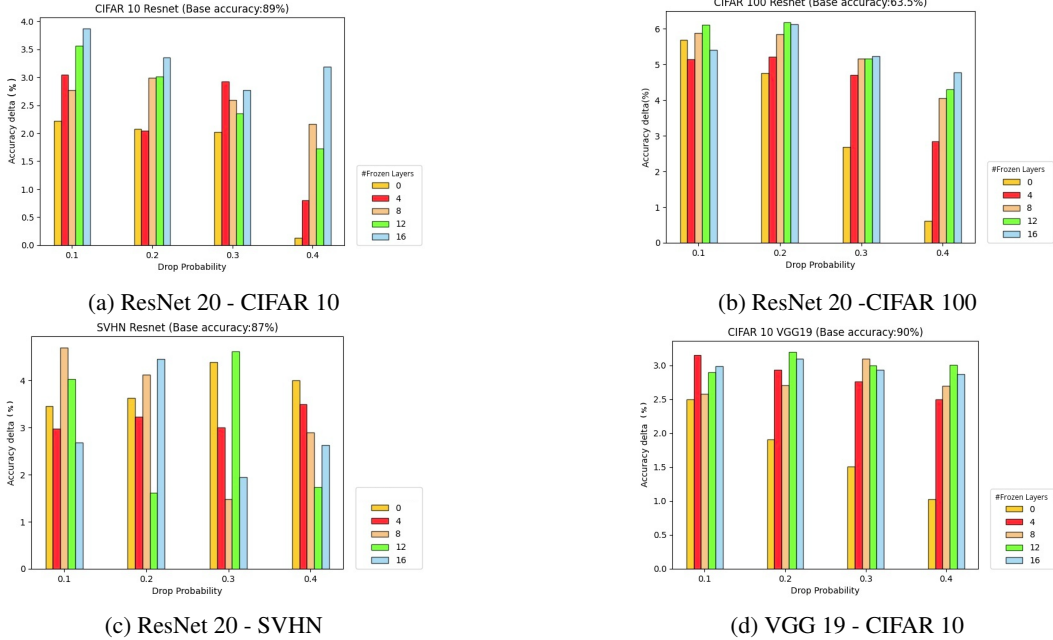 CIFAR 10 Resnet (Base accuracy:89%)
Accuracy delta (%)
4.0
3.5
3.0
2.5
2.0
1.5
1.0
0.5
0.0
0.1 0.2 0.3 0.4
Drop Probability
#Frozen Layers
0
4
8
12
16
(a) ResNet 20 - CIFAR 10
CIFAR 100 Resnet (Base accuracy:63.5%)
Accuracy delta(%)
6
5
4
3
2
1
0
0.1 0.2 0.3 0.4
Drop Probability
#Frozen Layers
0
4
8
12
16
(b) ResNet 20 -CIFAR 100
SVHN Resnet (Base accuracy:87%)
Accuracy delta (%)
4
3
2
1
0
0.1 0.2 0.3 0.4
Drop Probability
0
4
8
12
16
(c) ResNet 20 - SVHN
CIFAR 10 VGG19 (Base accuracy:90%)
Accuracy delta (%)
3.0
2.5
2.0
1.5
1.0
0.5
0.0
0.1 0.2 0.3 0.4
Drop Probability
#Frozen Layers
0
4
8
12
16
(d) VGG 19 - CIFAR 10